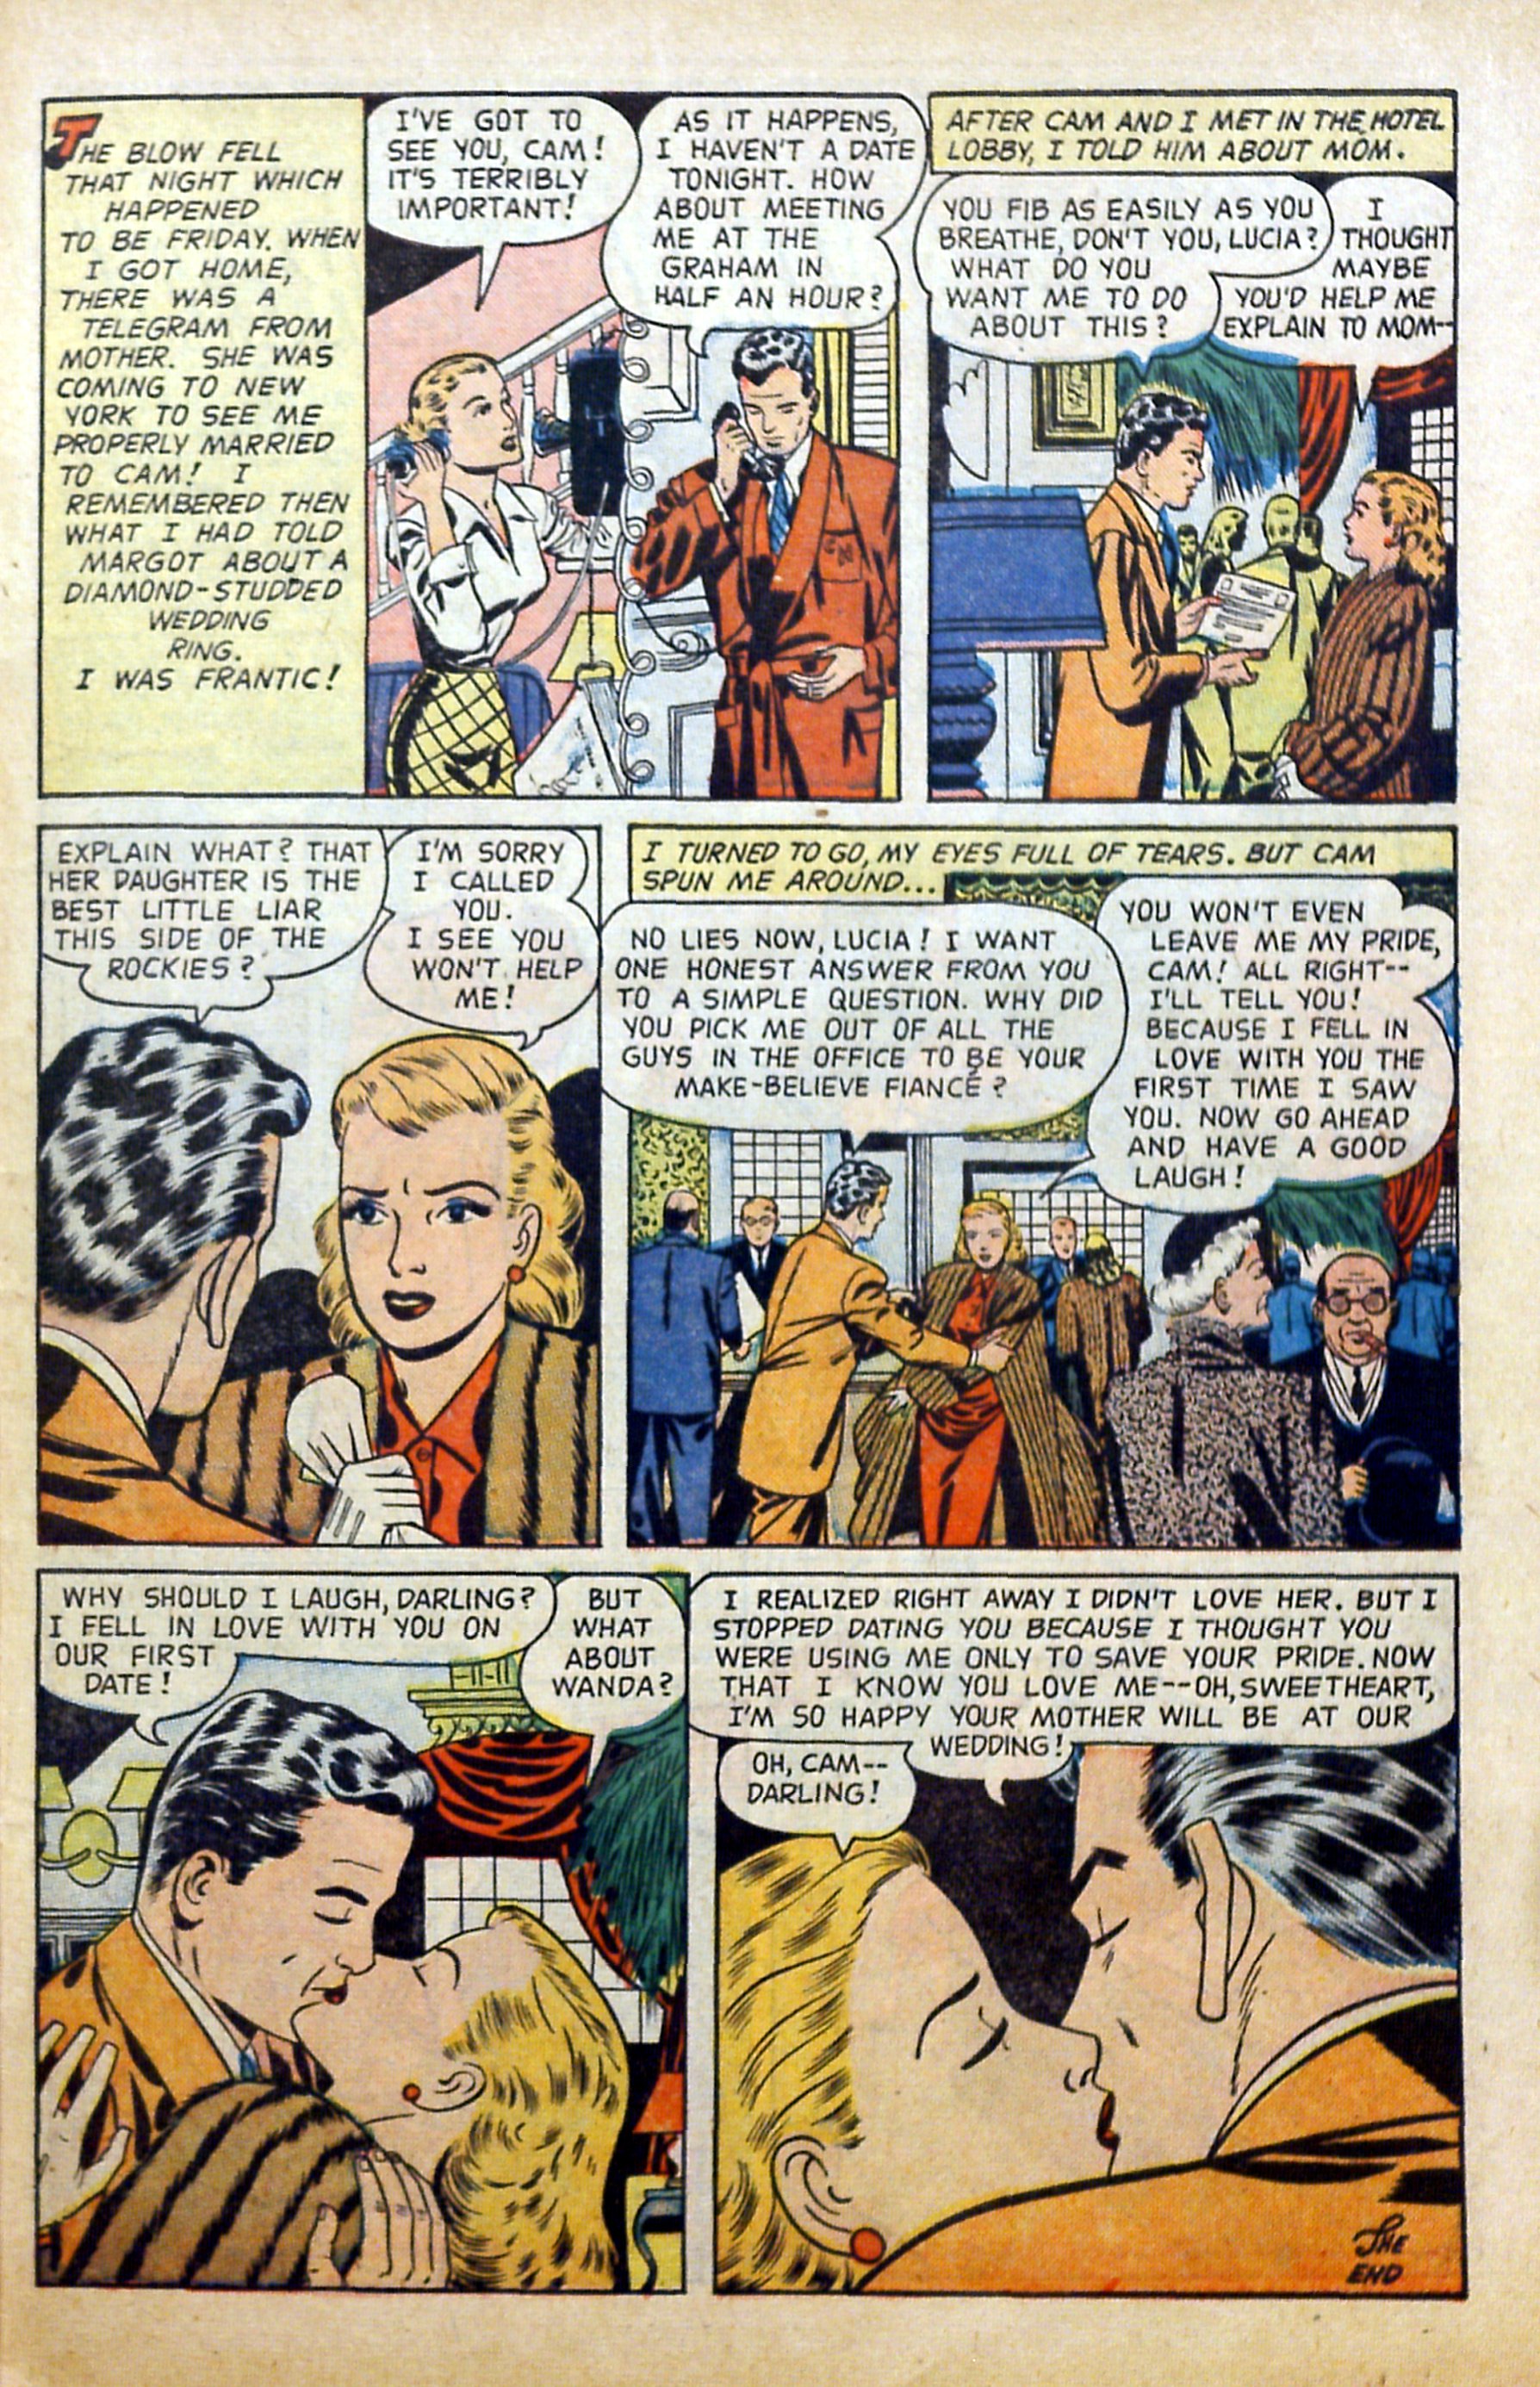 THE BLOW FELL
THAT NIGHT WHICH
HAPPENED
TO BE FRIDAY. WHEN
I GOT HOME,
THERE WAS A
TELEGRAM FROM
MOTHER. SHE WAS
COMING TO NEW
YORK TO SEE ME
PROPERLY MARRIED
TO CAM! I
REMEMBERED THEN
WHAT I HAD TOLD
MARGOT ABOUT A
DIAMOND-STUDDED
WEDDING
RING.
I WAS FRANTIC!
I'VE GOT TO
SEE YOU, CAM!
IT'S TERRIBLY
IMPORTANT!
AS IT HAPPENS,
I HAVEN'T A DATE
TONIGHT. HOW
ABOUT MEETING
ME AT THE
GRAHAM IN
HALF AN HOUR?
AFTER CAM AND I MET IN THE HOTEL
LOBBY, I TOLD HIM ABOUT MOM.
YOU FIB AS EASILY AS YOU
BREATHE, DON'T YOU, LUCIA?
WHAT DO YOU
WANT ME TO DO
ABOUT THIS?
I
THOUGHT
MAYBE
YOU'D HELP ME
EXPLAIN TO MOM--
EXPLAIN WHAT? THAT
HER DAUGHTER IS THE
BEST LITTLE LIAR
THIS SIDE OF THE
ROCKIES?
I'M SORRY
I CALLED
YOU.
I SEE YOU
WON'T HELP
ME!
I TURNED TO GO, MY EYES FULL OF TEARS. BUT CAM
SPUN ME AROUND...
NO LIES NOW, LUCIA! I WANT
ONE HONEST ANSWER FROM YOU
TO A SIMPLE QUESTION. WHY DID
YOU PICK ME OUT OF ALL THE
GUYS IN THE OFFICE TO BE YOUR
MAKE-BELIEVE FIANCÉ?
YOU WON'T EVEN
LEAVE ME MY PRIDE,
CAM! ALL RIGHT--
I'LL TELL YOU!
BECAUSE I FELL IN
LOVE WITH YOU THE
FIRST TIME I SAW
YOU. NOW GO AHEAD
AND HAVE A GOOD
LAUGH!
WHY SHOULD I LAUGH, DARLING?
I FELL IN LOVE WITH YOU ON
OUR FIRST
DATE!
BUT
WHAT
ABOUT
WANDA?
I REALIZED RIGHT AWAY I DIDN'T LOVE HER. BUT I
STOPPED DATING YOU BECAUSE I THOUGHT YOU
WERE USING ME ONLY TO SAVE YOUR PRIDE. NOW
THAT I KNOW YOU LOVE ME--OH, SWEETHEART,
I'M SO HAPPY YOUR MOTHER WILL BE AT OUR
WEDDING!
OH, CAM--
DARLING!
THE
END